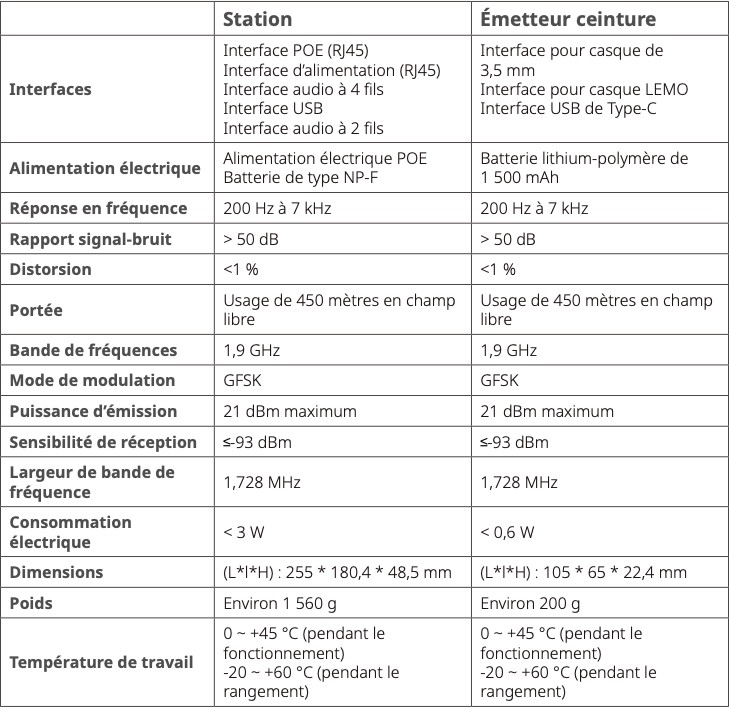 Station
Émetteur ceinture
Interfaces
Interface POE (RJ45)
Interface d’alimentation (RJ45)
Interface audio à 4 fils
Interface USB
Interface audio à 2 fils
Interface pour casque de
3,5 mm
Interface pour casque LEMO
Interface USB de Type-C
Alimentation électrique
Alimentation électrique POE
Batterie de type NP-F
Batterie lithium-polymère de
1 500 mAh
Réponse en fréquence
200 Hz à 7 kHz
200 Hz à 7 kHz
Rapport signal-bruit
> 50 dB
> 50 dB
Distorsion
<1 %
<1 %
Portée
Usage de 450 mètres en champ
libre
Usage de 450 mètres en champ
libre
Bande de fréquences
1,9 GHz
1,9 GHz
Mode de modulation
GFSK
GFSK
Puissance d’émission
21 dBm maximum
21 dBm maximum
Sensibilité de réception
≤-93 dBm
≤-93 dBm
Largeur de bande de
fréquence
1,728 MHz
1,728 MHz
Consommation
électrique
< 3 W
< 0,6 W
Dimensions
(L*l*H) : 255 * 180,4 * 48,5 mm
(L*l*H) : 105 * 65 * 22,4 mm
Poids
Environ 1 560 g
Environ 200 g
Température de travail
0 ~ +45 °C (pendant le
fonctionnement)
-20 ~ +60 °C (pendant le
rangement)
0 ~ +45 °C (pendant le
fonctionnement)
-20 ~ +60 °C (pendant le
rangement)